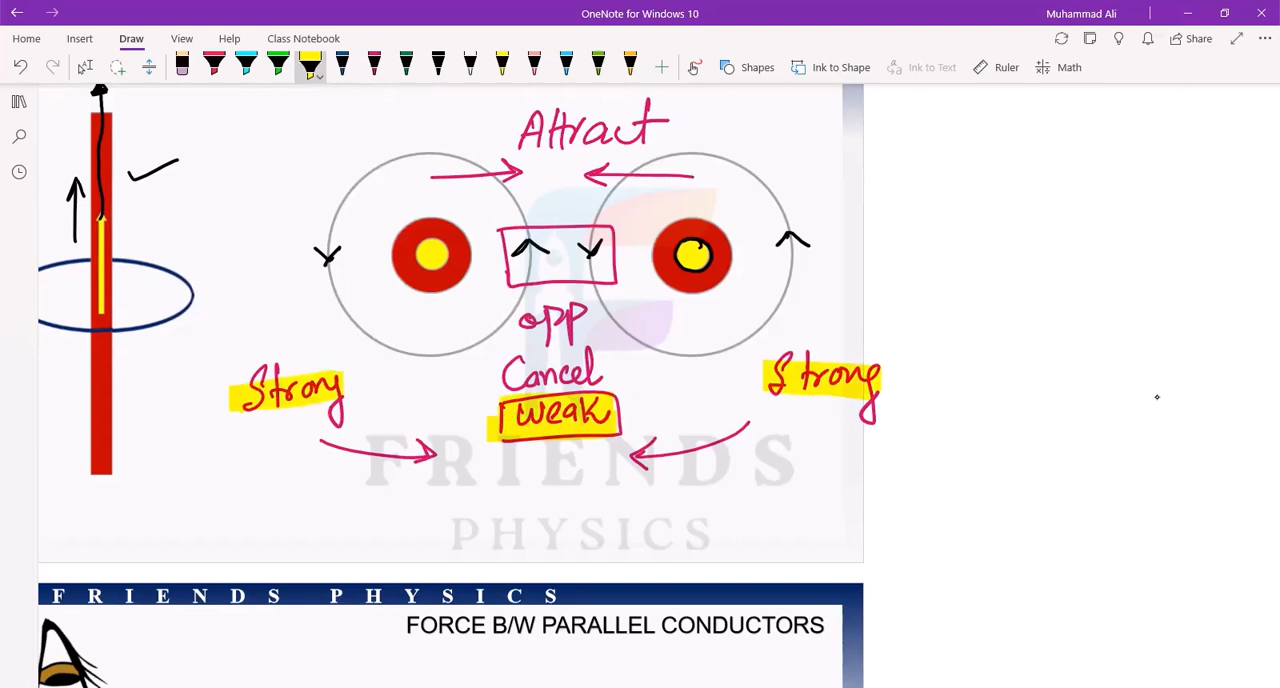 OneNote for Windows 10
Muhammad Ali
Home Insert Draw View Help Class Notebook
Share
Shapes Ink to Shape Ink to Text Ruler Math
Attract
opp
Cancel
Strong Weak Strong
FRIENDS
PHYSICS
FRIENDS PHYSICS
FORCE B/W PARALLEL CONDUCTORS